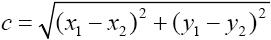 c = √((x₁ − x₂)² + (y₁ − y₂)²)